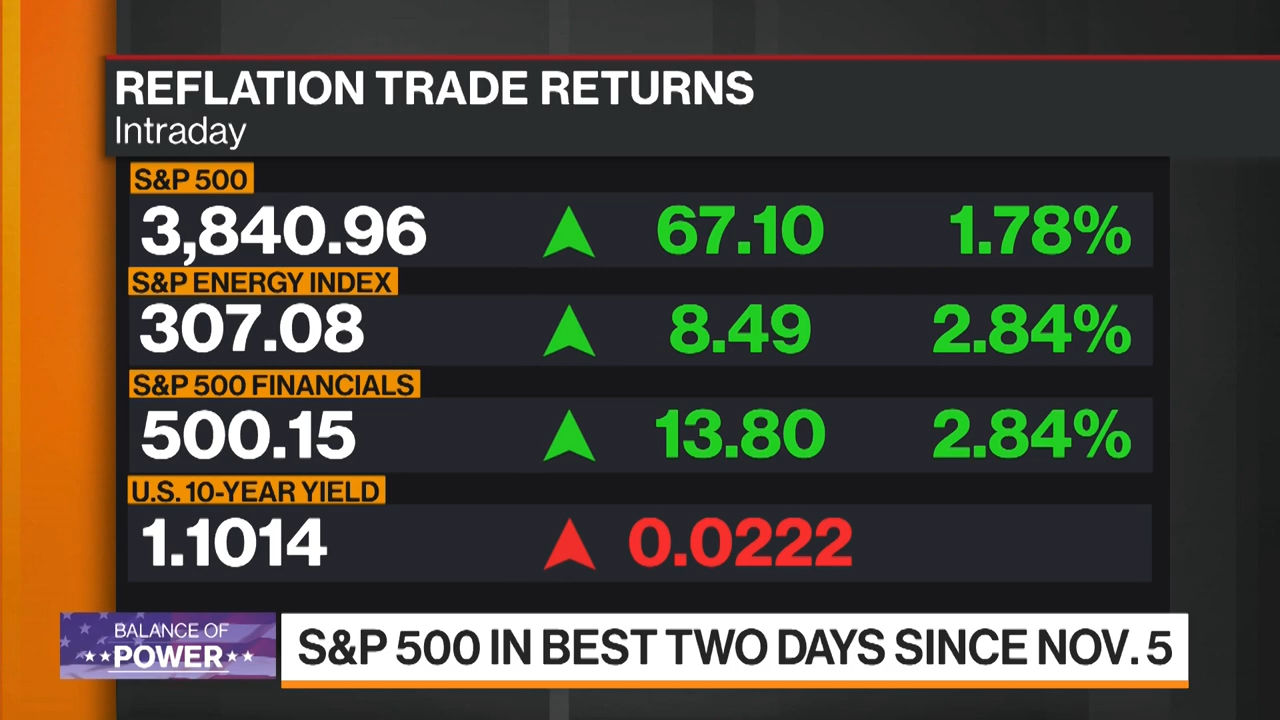 REFLATION TRADE RETURNS
Intraday
S&P 500
3,840.96 ▲ 67.10 1.78%
S&P ENERGY INDEX
307.08 ▲ 8.49 2.84%
S&P 500 FINANCIALS
500.15 ▲ 13.80 2.84%
U.S. 10-YEAR YIELD
1.1014 ▲ 0.0222
BALANCE OF
★★POWER★★
S&P 500 IN BEST TWO DAYS SINCE NOV. 5